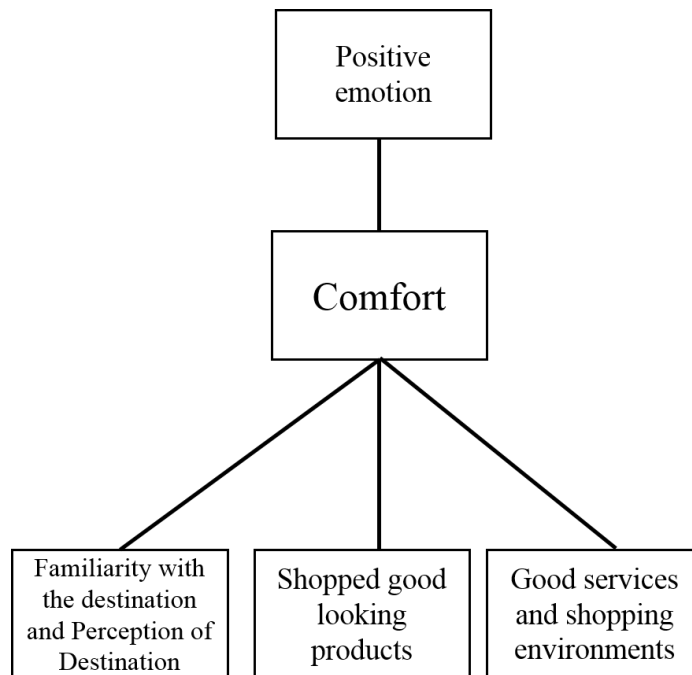 Positive
emotion
Comfort
Familiarity with
the destination
and Perception of
Destination
Shopped good
looking
products
Good services
and shopping
environments